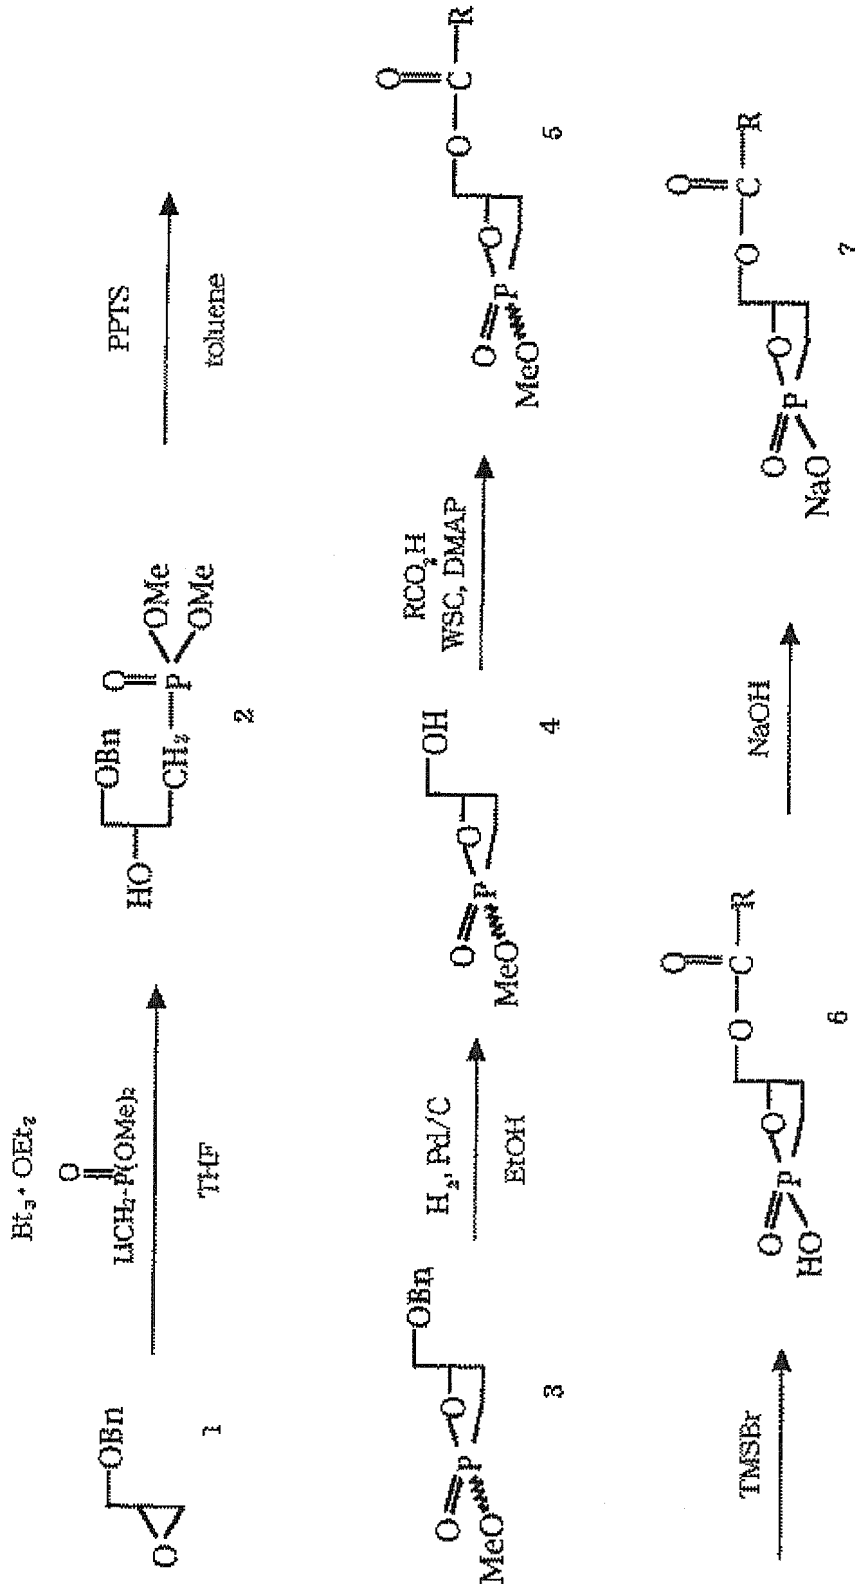 Bt₃・OEt₂
O
LiCH₂-P(OMe)₂
THF
PPTS
toluene
O
OBn
1
HO
OBn
CH₂
P
O
OMe
OMe
2
H₂, Pd/C
EtOH
RCO₂H
WSC, DMAP
O
P
MeO
O
OBn
3
O
P
MeO
O
OH
4
O
P
MeO
O
O
O
C
R
5
TMSBr
NaOH
O
P
HO
O
O
O
C
R
6
O
P
NaO
O
O
O
C
R
7